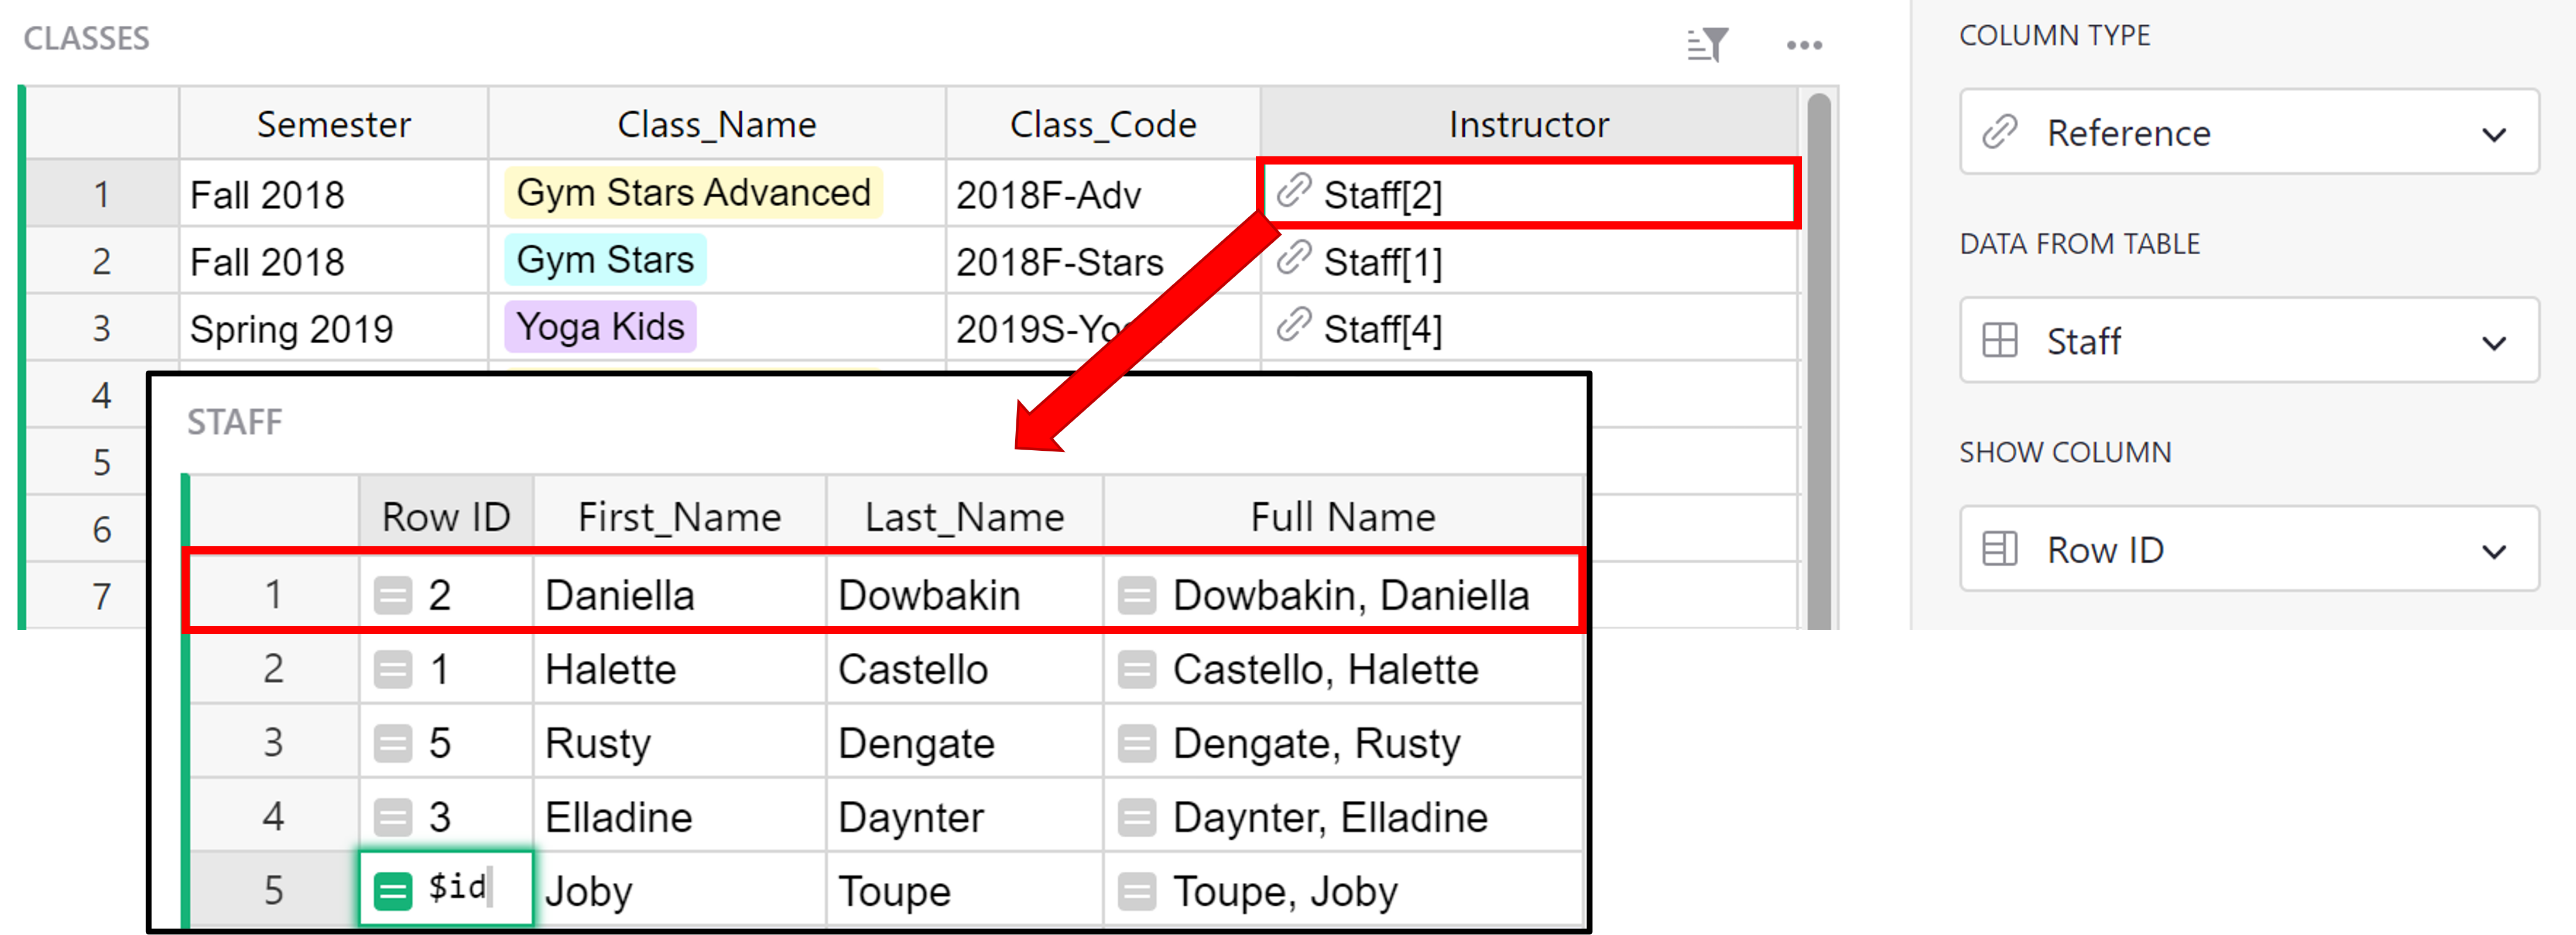 CLASSES
Semester Class_Name Class_Code Instructor
1 Fall 2018 Gym Stars Advanced 2018F-Adv Staff[2]
2 Fall 2018 Gym Stars 2018F-Stars Staff[1]
3 Spring 2019 Yoga Kids Staff[4]
4
5
6
7
STAFF
Row ID First_Name Last_Name Full Name
1 2 Daniella Dowbakin Dowbakin, Daniella
2 1 Halette Castello Castello, Halette
3 5 Rusty Dengate Dengate, Rusty
4 3 Elladine Daynter Daynter, Elladine
5 $id Joby Toupe Toupe, Joby
COLUMN TYPE
Reference
DATA FROM TABLE
Staff
SHOW COLUMN
Row ID